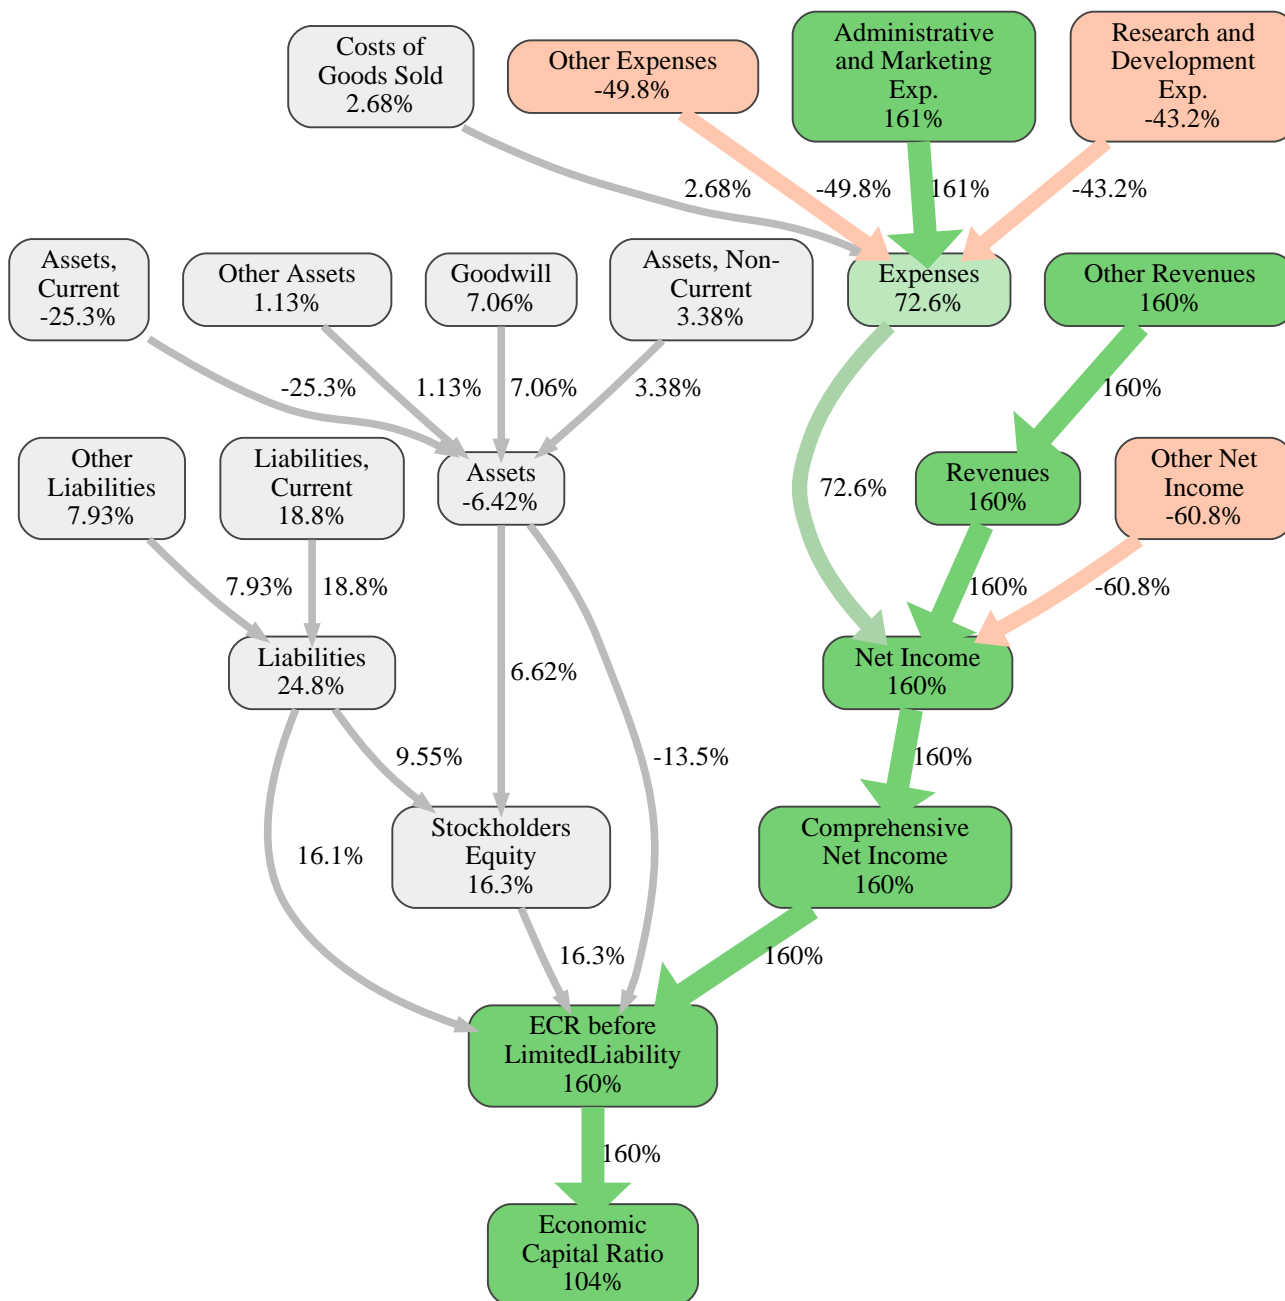 Costs of
Goods Sold
2.68%
Other Expenses
-49.8%
Administrative
and Marketing
Exp.
161%
Research and
Development
Exp.
-43.2%
2.68%
-49.8%
161%
-43.2%
Assets,
Current
-25.3%
Other Assets
1.13%
Goodwill
7.06%
Assets, Non-
Current
3.38%
Expenses
72.6%
Other Revenues
160%
-25.3%
1.13%
7.06%
3.38%
160%
Other
Liabilities
7.93%
Liabilities,
Current
18.8%
Assets
-6.42%
72.6%
Revenues
160%
Other Net
Income
-60.8%
7.93%
18.8%
160%
-60.8%
Liabilities
24.8%
6.62%
Net Income
160%
9.55%
-13.5%
160%
16.1%
Stockholders
Equity
16.3%
Comprehensive
Net Income
160%
16.3%
160%
ECR before
LimitedLiability
160%
160%
Economic
Capital Ratio
104%